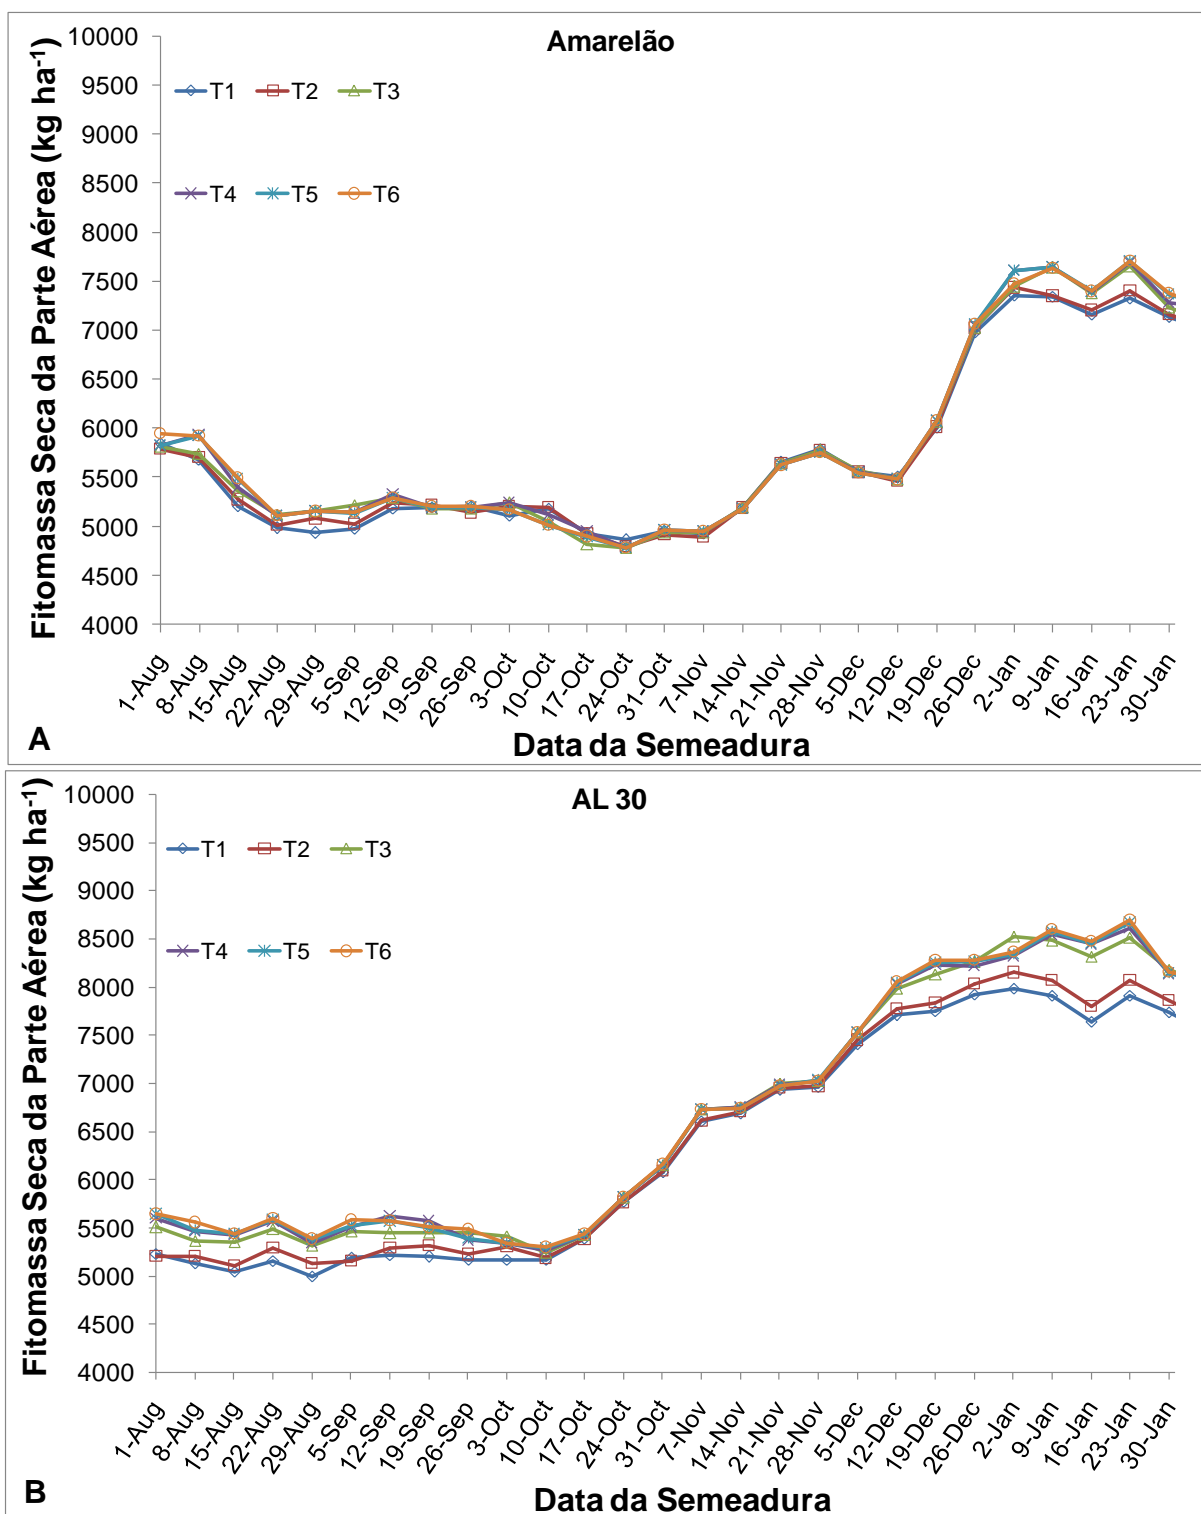 Amarelão
Fitomassa Seca da Parte Aérea (kg ha⁻¹)
10000
9500
9000
8500
8000
7500
7000
6500
6000
5500
5000
4500
4000
T1 T2 T3
T4 T5 T6
1-Aug 8-Aug 15-Aug 22-Aug 29-Aug 5-Sep 12-Sep 19-Sep 26-Sep 3-Oct 10-Oct 17-Oct 24-Oct 31-Oct 7-Nov 14-Nov 21-Nov 28-Nov 5-Dec 12-Dec 19-Dec 26-Dec 2-Jan 9-Jan 16-Jan 23-Jan 30-Jan
A
Data da Semeadura
AL 30
Fitomassa Seca da Parte Aérea (kg ha⁻¹)
10000
9500
9000
8500
8000
7500
7000
6500
6000
5500
5000
4500
4000
T1 T2 T3
T4 T5 T6
1-Aug 8-Aug 15-Aug 22-Aug 29-Aug 5-Sep 12-Sep 19-Sep 26-Sep 3-Oct 10-Oct 17-Oct 24-Oct 31-Oct 7-Nov 14-Nov 21-Nov 28-Nov 5-Dec 12-Dec 19-Dec 26-Dec 2-Jan 9-Jan 16-Jan 23-Jan 30-Jan
B
Data da Semeadura